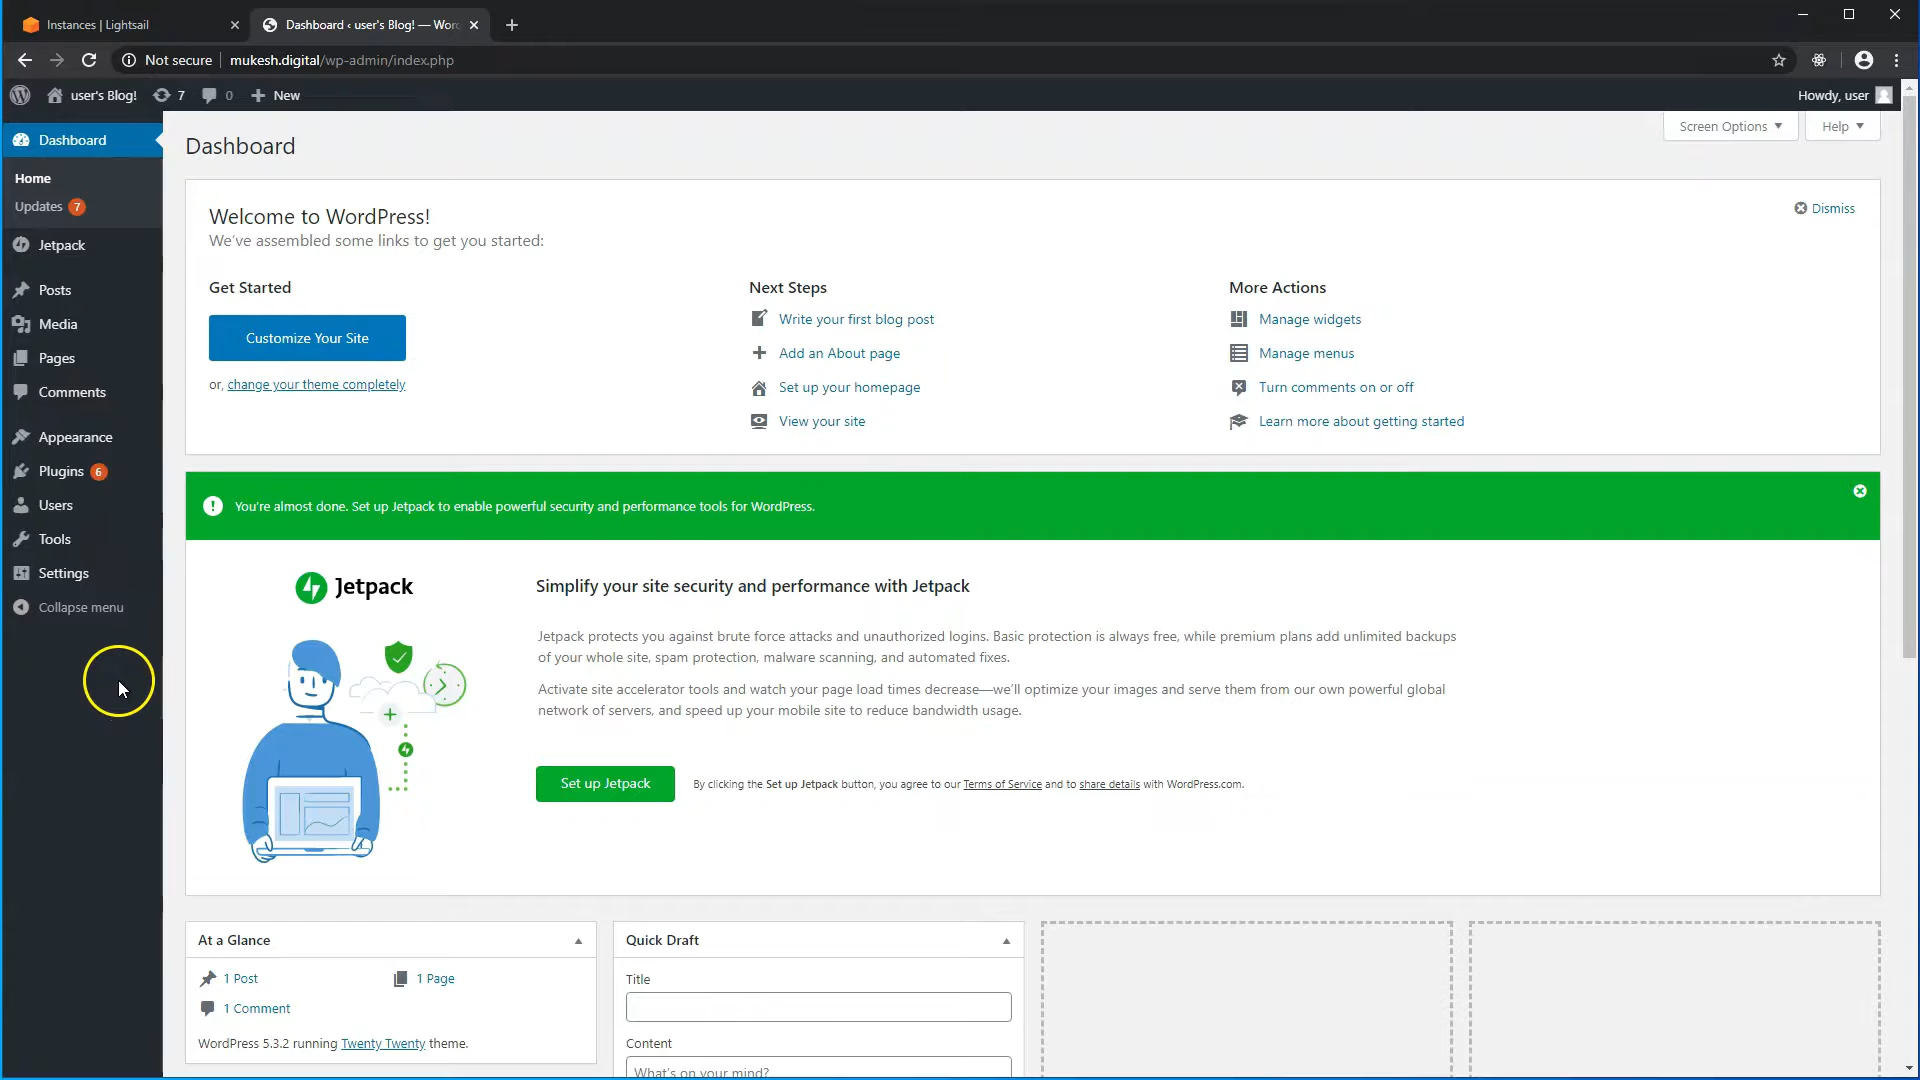 Instances | Lightsail
Dashboard ‹ user's Blog! — Wor
Not secure
mukesh.digital/wp-admin/index.php
user's Blog!
7
0
New
Howdy, user
Dashboard
Home
Updates 7
Jetpack
Posts
Media
Pages
Comments
Appearance
Plugins 6
Users
Tools
Settings
Collapse menu
Dashboard
Screen Options
Help
Welcome to WordPress!
We've assembled some links to get you started:
Dismiss
Get Started
Customize Your Site
or, change your theme completely
Next Steps
Write your first blog post
Add an About page
Set up your homepage
View your site
More Actions
Manage widgets
Manage menus
Turn comments on or off
Learn more about getting started
You're almost done. Set up Jetpack to enable powerful security and performance tools for WordPress.
Jetpack
Simplify your site security and performance with Jetpack
Jetpack protects you against brute force attacks and unauthorized logins. Basic protection is always free, while premium plans add unlimited backups
of your whole site, spam protection, malware scanning, and automated fixes.
Activate site accelerator tools and watch your page load times decrease—we'll optimize your images and serve them from our own powerful global
network of servers, and speed up your mobile site to reduce bandwidth usage.
Set up Jetpack
By clicking the Set up Jetpack button, you agree to our Terms of Service and to share details with WordPress.com.
At a Glance
1 Post
1 Page
1 Comment
WordPress 5.3.2 running Twenty Twenty theme.
Quick Draft
Title
Content
What's on your mind?